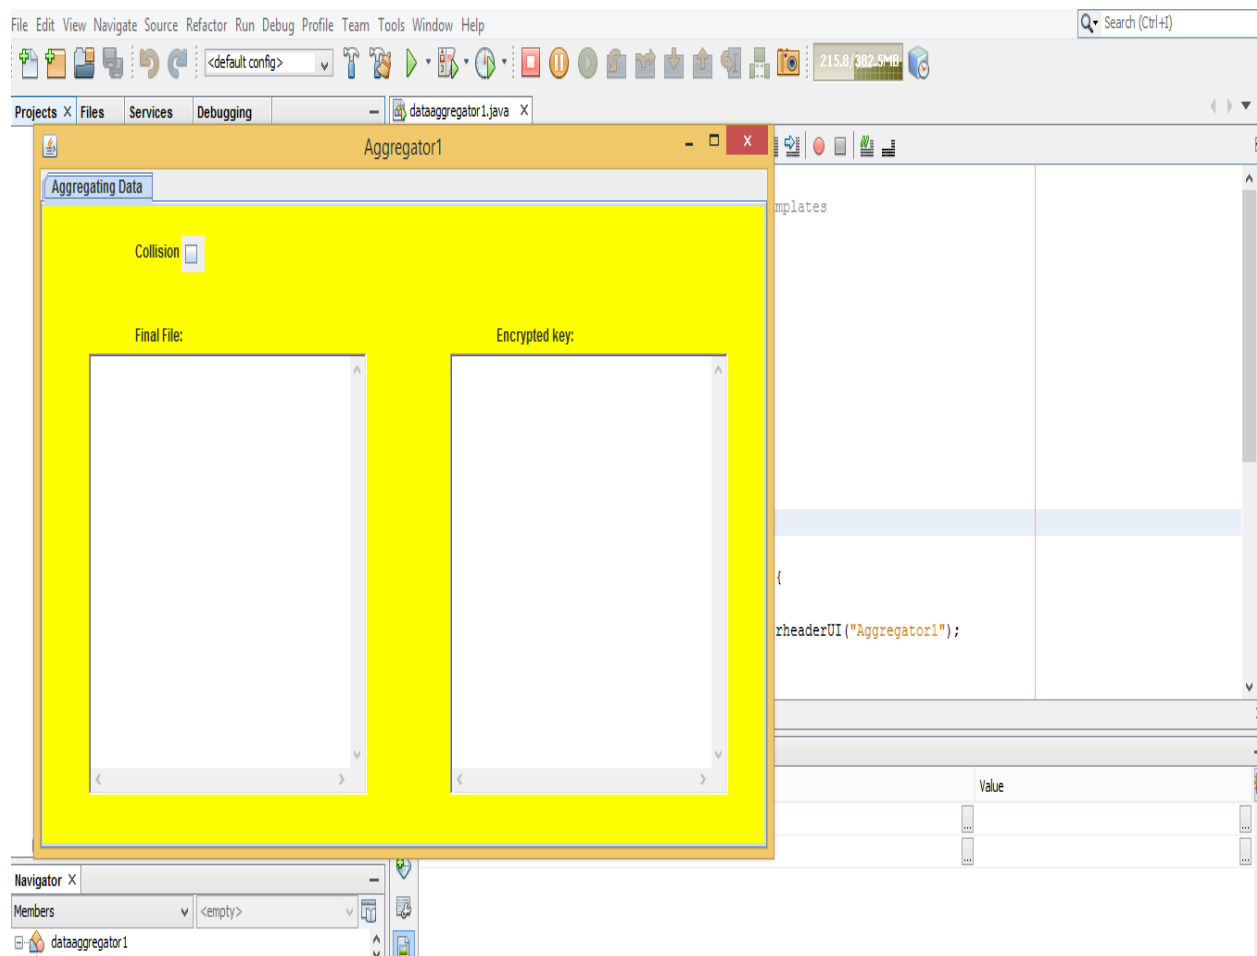 File Edit View Navigate Source Refactor Run Debug Profile Team Tools Window Help
Search (Ctrl+I)
<default config>
215.8/382.5MB
Projects X Files Services Debugging
dataaggregator1.java X
Aggregator1
Aggregating Data
mplates
Collision
Final File:
Encrypted key:
{
rheaderUI("Aggregator1");
Value
...
...
...
...
Navigator X
Members
<empty>
dataaggregator1